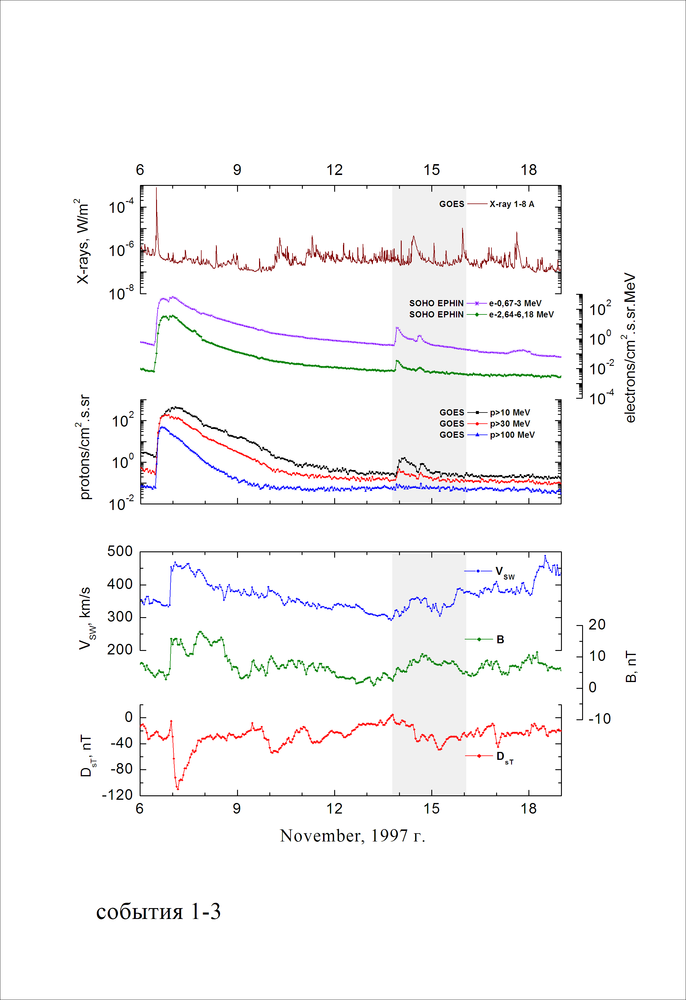 6 9 12 15 18
X-rays, W/m²
10⁻⁴
10⁻⁶
10⁻⁸
GOES X-ray 1-8 A
SOHO EPHIN e-0,67-3 MeV
SOHO EPHIN e-2,64-6,18 MeV
electrons/cm².s.sr.MeV
10²
10⁰
10⁻²
10⁻⁴
protons/cm².s.sr
10²
10⁰
10⁻²
GOES p>10 MeV
GOES p>30 MeV
GOES p>100 MeV
V_SW, km/s
500
400
300
200
V_SW
B
B, nT
20
10
0
-10
D_sT, nT
0
-40
-80
-120
D_sT
6 9 12 15 18
November, 1997 г.
события 1-3